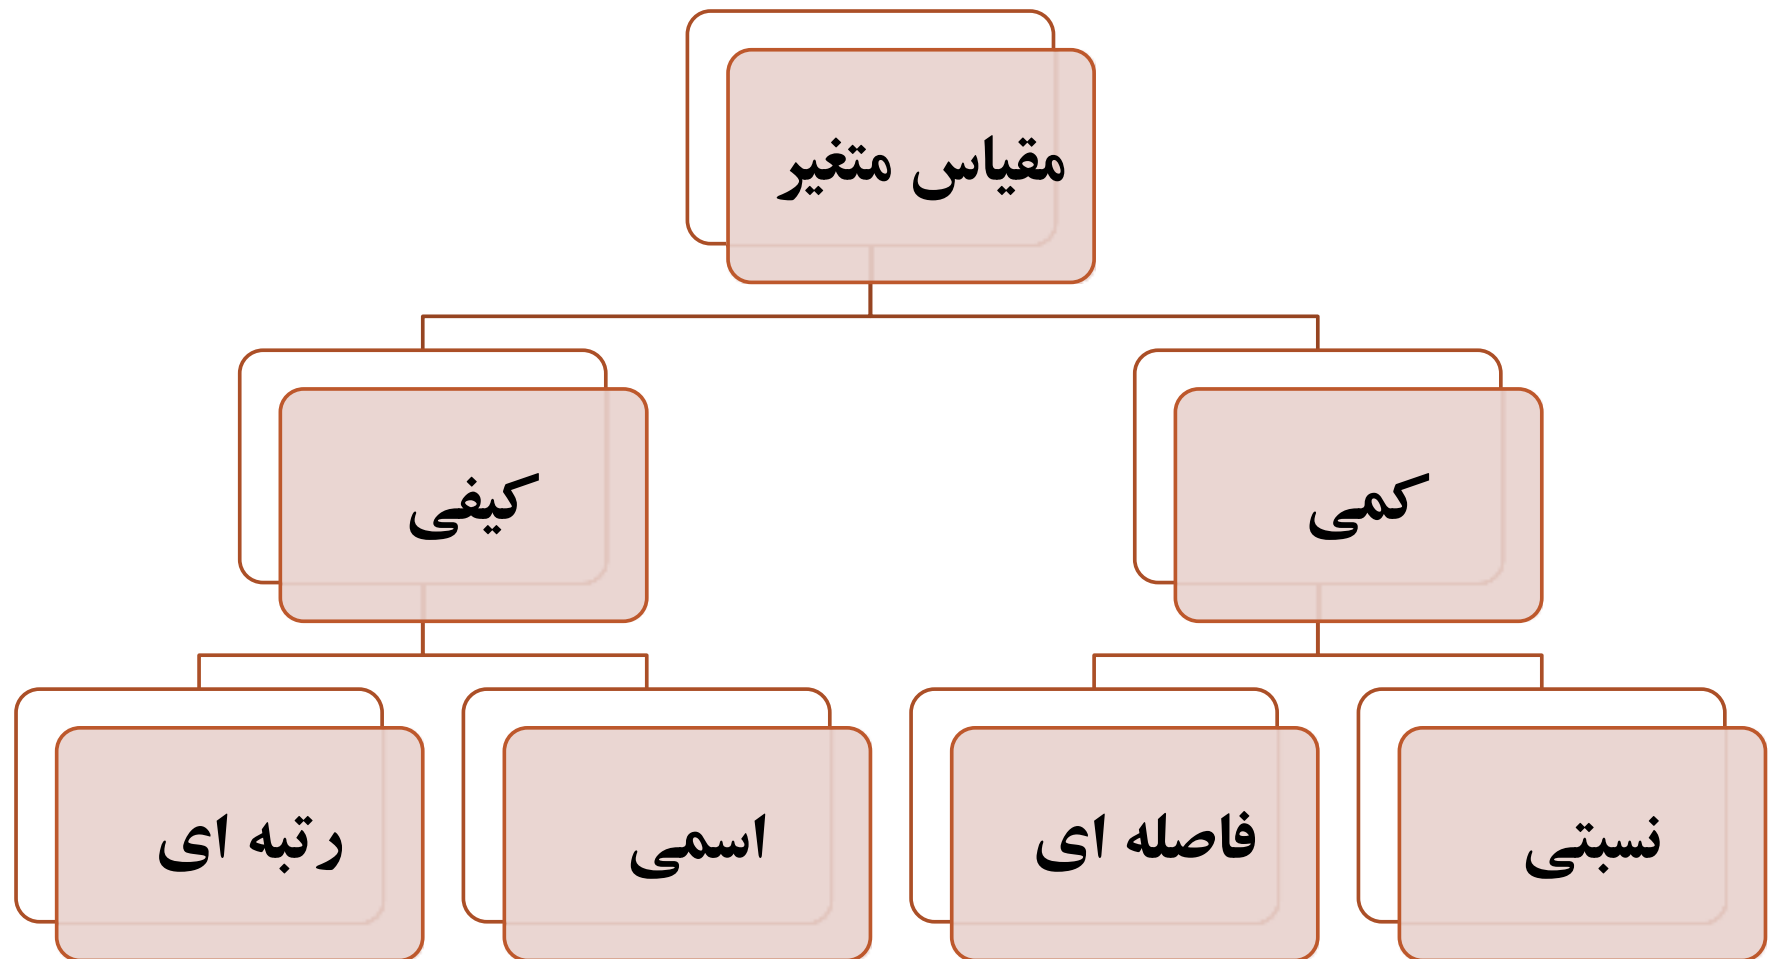 مقیاس متغیر
کمی
کیفی
نسبتی
فاصله ای
اسمی
رتبه ای